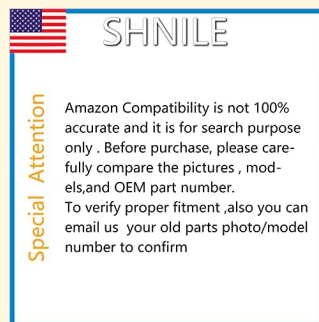 SHNILE
Special Attention
Amazon Compatibility is not 100%
accurate and it is for search purpose
only . Before purchase, please care-
fully compare the pictures , mod-
els,and OEM part number.
To verify proper fitment ,also you can
email us  your old parts photo/model
number to confirm